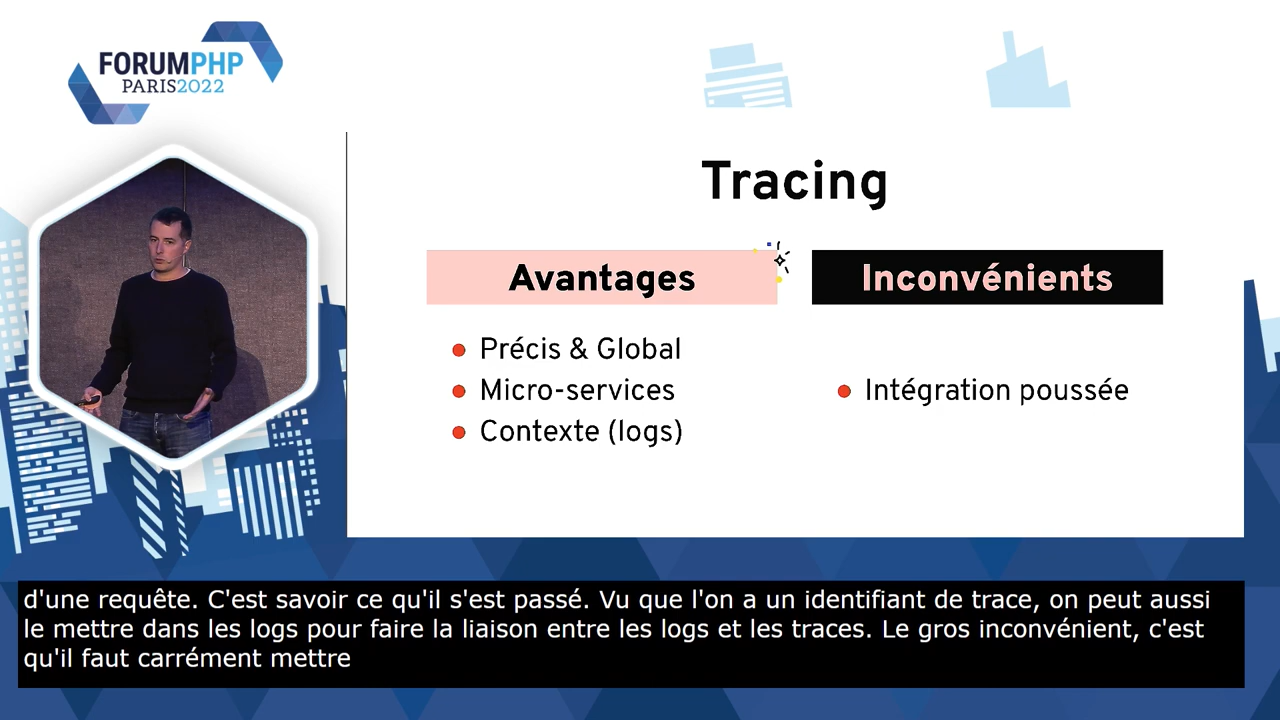 FORUMPHP
PARIS2022
Tracing
Avantages
Inconvénients
Précis & Global
Micro-services
Contexte (logs)
Intégration poussée
d'une requête. C'est savoir ce qu'il s'est passé. Vu que l'on a un identifiant de trace, on peut aussi
le mettre dans les logs pour faire la liaison entre les logs et les traces. Le gros inconvénient, c'est
qu'il faut carrément mettre